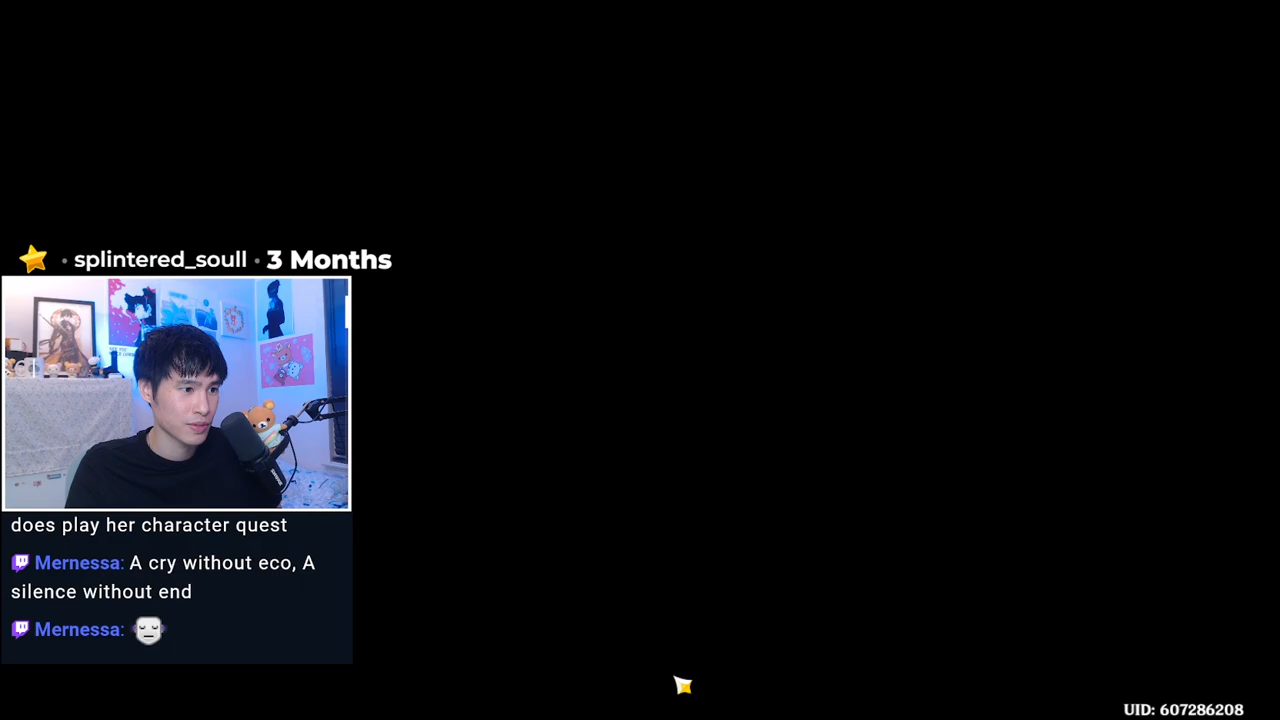 · splintered_soull · 3 Months
does play her character quest
Mernessa: A cry without eco, A
silence without end
Mernessa:
UID: 607286208